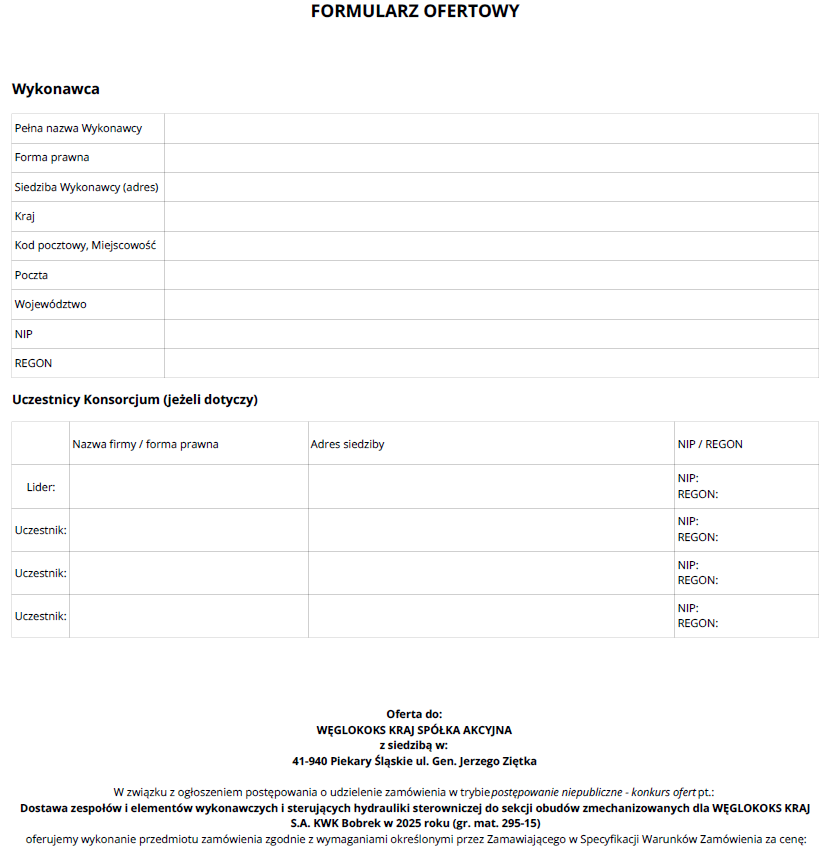 FORMULARZ OFERTOWY
Wykonawca
Pełna nazwa Wykonawcy
Forma prawna
Siedziba Wykonawcy (adres)
Kraj
Kod pocztowy, Miejscowość
Poczta
Województwo
NIP
REGON
Uczestnicy Konsorcjum (jeżeli dotyczy)
Nazwa firmy / forma prawna Adres siedziby NIP / REGON
Lider: NIP:
REGON:
Uczestnik: NIP:
REGON:
Uczestnik: NIP:
REGON:
Uczestnik: NIP:
REGON:
Oferta do:
WĘGLOKOKS KRAJ SPÓŁKA AKCYJNA
z siedzibą w:
41-940 Piekary Śląskie ul. Gen. Jerzego Ziętka
W związku z ogłoszeniem postępowania o udzielenie zamówienia w trybie postępowanie niepubliczne - konkurs ofert pt.:
Dostawa zespołów i elementów wykonawczych i sterujących hydrauliki sterowniczej do sekcji obudów zmechanizowanych dla WĘGLOKOKS KRAJ
S.A. KWK Bobrek w 2025 roku (gr. mat. 295-15)
oferujemy wykonanie przedmiotu zamówienia zgodnie z wymaganiami określonymi przez Zamawiającego w Specyfikacji Warunków Zamówienia za cenę: